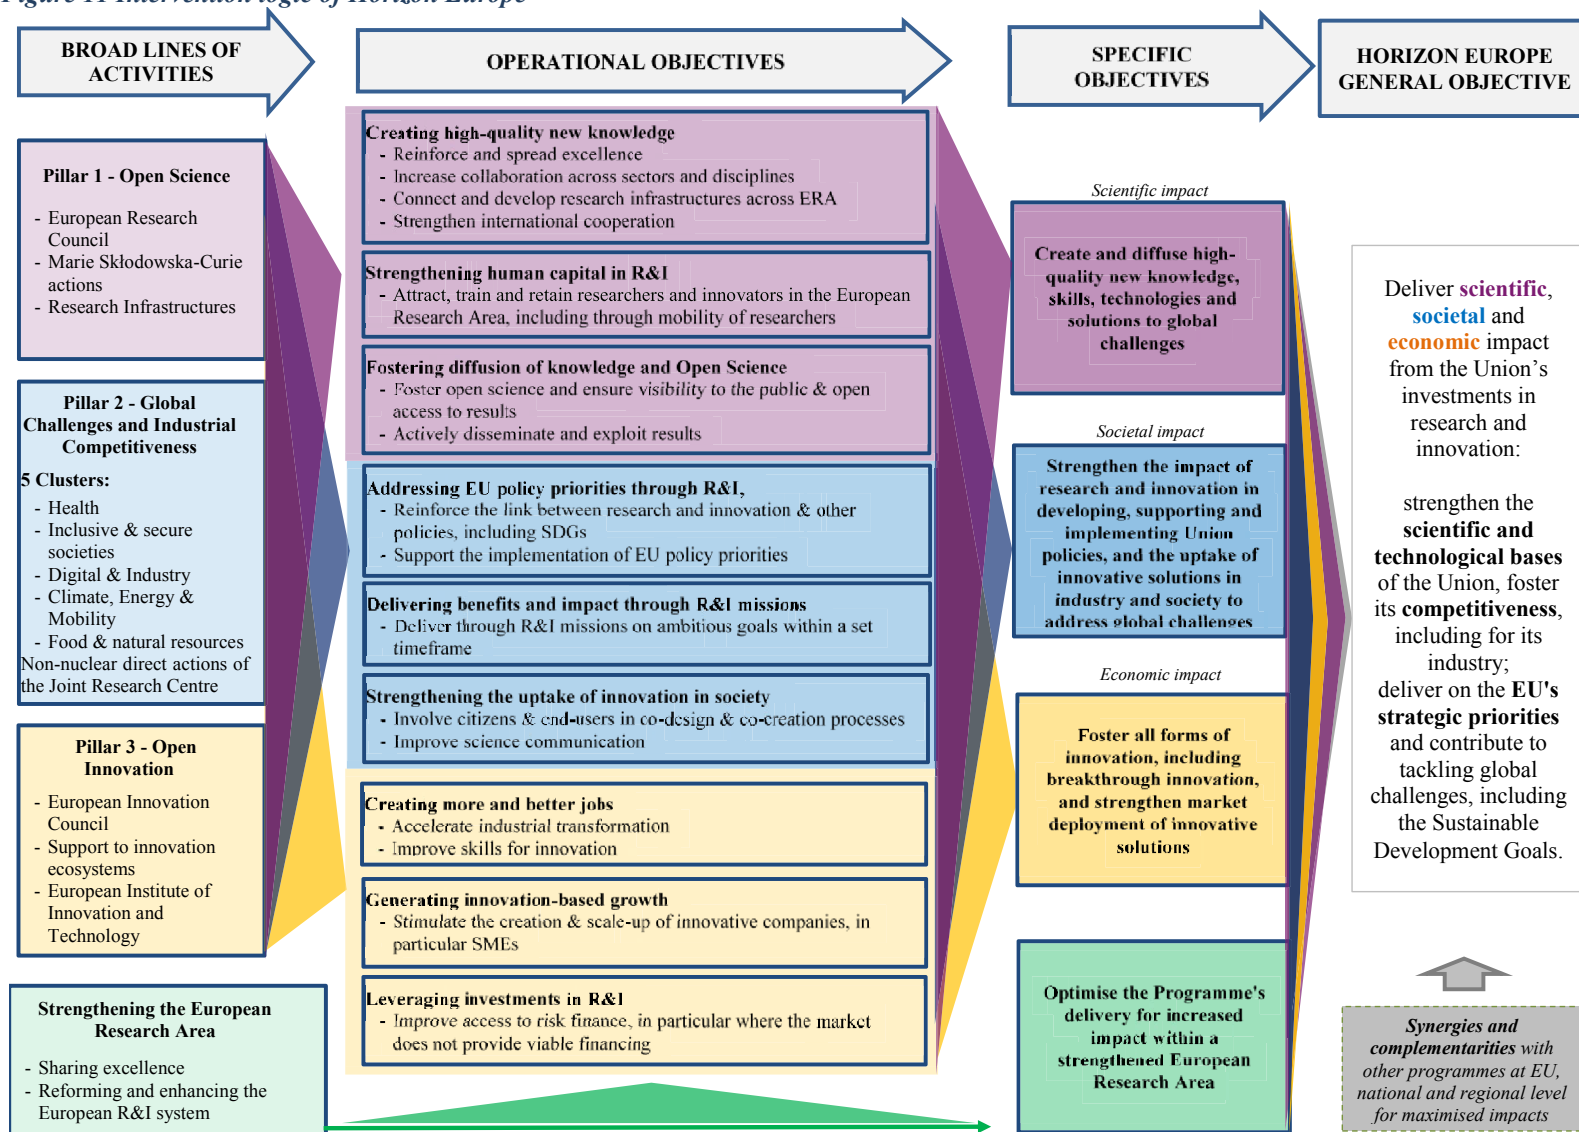 Figure 11 Intervention logic of Horizon Europe
BROAD LINES OF
ACTIVITIES
OPERATIONAL OBJECTIVES
SPECIFIC
OBJECTIVES
HORIZON EUROPE
GENERAL OBJECTIVE
Pillar 1 - Open Science
- European Research
Council
- Marie Skłodowska-Curie
actions
- Research Infrastructures
Pillar 2 - Global
Challenges and Industrial
Competitiveness
5 Clusters:
- Health
- Inclusive & secure
societies
- Digital & Industry
- Climate, Energy &
Mobility
- Food & natural resources
Non-nuclear direct actions of
the Joint Research Centre
Pillar 3 - Open
Innovation
- European Innovation
Council
- Support to innovation
ecosystems
- European Institute of
Innovation and
Technology
Strengthening the European
Research Area
- Sharing excellence
- Reforming and enhancing the
European R&I system
Creating high-quality new knowledge
- Reinforce and spread excellence
- Increase collaboration across sectors and disciplines
- Connect and develop research infrastructures across ERA
- Strengthen international cooperation
Strengthening human capital in R&I
- Attract, train and retain researchers and innovators in the European
Research Area, including through mobility of researchers
Fostering diffusion of knowledge and Open Science
- Foster open science and ensure visibility to the public & open
access to results
- Actively disseminate and exploit results
Addressing EU policy priorities through R&I,
- Reinforce the link between research and innovation & other
policies, including SDGs
- Support the implementation of EU policy priorities
Delivering benefits and impact through R&I missions
- Deliver through R&I missions on ambitious goals within a set
timeframe
Strengthening the uptake of innovation in society
- Involve citizens & end-users in co-design & co-creation processes
- Improve science communication
Creating more and better jobs
- Accelerate industrial transformation
- Improve skills for innovation
Generating innovation-based growth
- Stimulate the creation & scale-up of innovative companies, in
particular SMEs
Leveraging investments in R&I
- Improve access to risk finance, in particular where the market
does not provide viable financing
Scientific impact
Create and diffuse high-
quality new knowledge,
skills, technologies and
solutions to global
challenges
Societal impact
Strengthen the impact of
research and innovation in
developing, supporting and
implementing Union
policies, and the uptake of
innovative solutions in
industry and society to
address global challenges
Economic impact
Foster all forms of
innovation, including
breakthrough innovation,
and strengthen market
deployment of innovative
solutions
Optimise the Programme's
delivery for increased
impact within a
strengthened European
Research Area
Deliver scientific,
societal and
economic impact
from the Union's
investments in
research and
innovation:
strengthen the
scientific and
technological bases
of the Union, foster
its competitiveness,
including for its
industry;
deliver on the EU's
strategic priorities
and contribute to
tackling global
challenges, including
the Sustainable
Development Goals.
Synergies and
complementarities with
other programmes at EU,
national and regional level
for maximised impacts